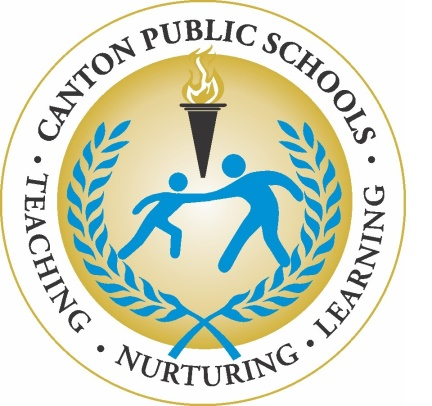 CANTON PUBLIC SCHOOLS
• TEACHING • NURTURING • LEARNING •